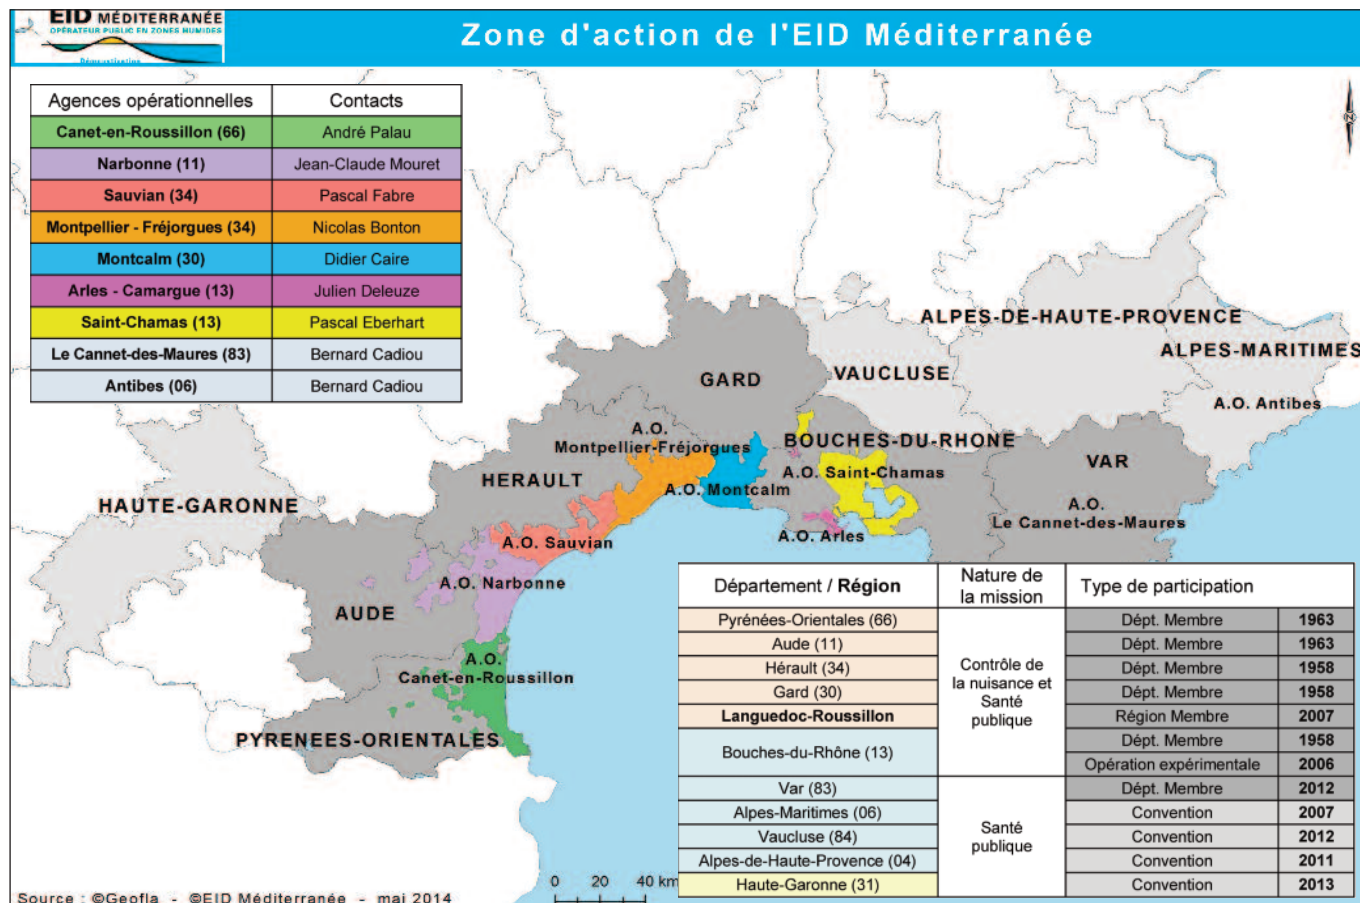 EID MÉDITERRANÉE
OPÉRATEUR PUBLIC EN ZONES HUMIDES
Démoustication
Zone d'action de l'EID Méditerranée
Agences opérationnelles Contacts
Canet-en-Roussillon (66) André Palau
Narbonne (11) Jean-Claude Mouret
Sauvian (34) Pascal Fabre
Montpellier - Fréjorgues (34) Nicolas Bonton
Montcalm (30) Didier Caire
Arles - Camargue (13) Julien Deleuze
Saint-Chamas (13) Pascal Eberhart
Le Cannet-des-Maures (83) Bernard Cadiou
Antibes (06) Bernard Cadiou
N
ALPES-DE-HAUTE-PROVENCE
ALPES-MARITIMES
GARD
VAUCLUSE
A.O. Antibes
A.O.
Montpellier-Fréjorgues
BOUCHES-DU-RHONE
VAR
HERAULT
A.O. Saint-Chamas
A.O. Montcalm
HAUTE-GARONNE
A.O.
Le Cannet-des-Maures
A.O. Arles
A.O. Sauvian
A.O. Narbonne
AUDE
A.O.
Canet-en-Roussillon
PYRENEES-ORIENTALES
Département / Région Nature de la mission Type de participation
Pyrénées-Orientales (66) Dépt. Membre 1963
Aude (11) Dépt. Membre 1963
Hérault (34) Dépt. Membre 1958
Gard (30) Dépt. Membre 1958
Languedoc-Roussillon Région Membre 2007
Bouches-du-Rhône (13) Dépt. Membre 1958
Opération expérimentale 2006
Contrôle de
la nuisance et
Santé
publique
Var (83) Dépt. Membre 2012
Alpes-Maritimes (06) Convention 2007
Vaucluse (84) Convention 2012
Alpes-de-Haute-Provence (04) Convention 2011
Haute-Garonne (31) Convention 2013
Santé
publique
0 20 40 km
Source : ©Geofla - ©EID Méditerranée - mai 2014